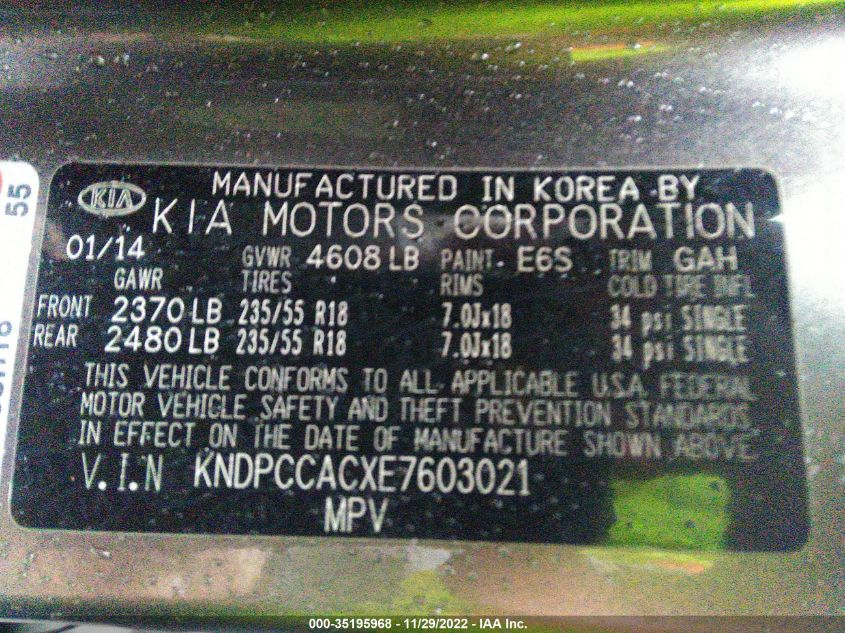 55
KIA MANUFACTURED IN KOREA BY
KIA MOTORS CORPORATION
01/14 GVWR 4608 LB PAINT: E6S TRIM GAH
GAWR TIRES RIMS COLD TIRE INFL
FRONT 2370 LB 235/55 R18 7.0Jx18 34 psi SINGLE
REAR 2480 LB 235/55 R18 7.0Jx18 34 psi SINGLE
THIS VEHICLE CONFORMS TO ALL APPLICABLE U.S.A. FEDERAL
MOTOR VEHICLE SAFETY AND THEFT PREVENTION STANDARDS
IN EFFECT ON THE DATE OF MANUFACTURE SHOWN ABOVE
V.I.N KNDPCCACXE7603021
MPV
000-35195968 - 11/29/2022 - IAA Inc.